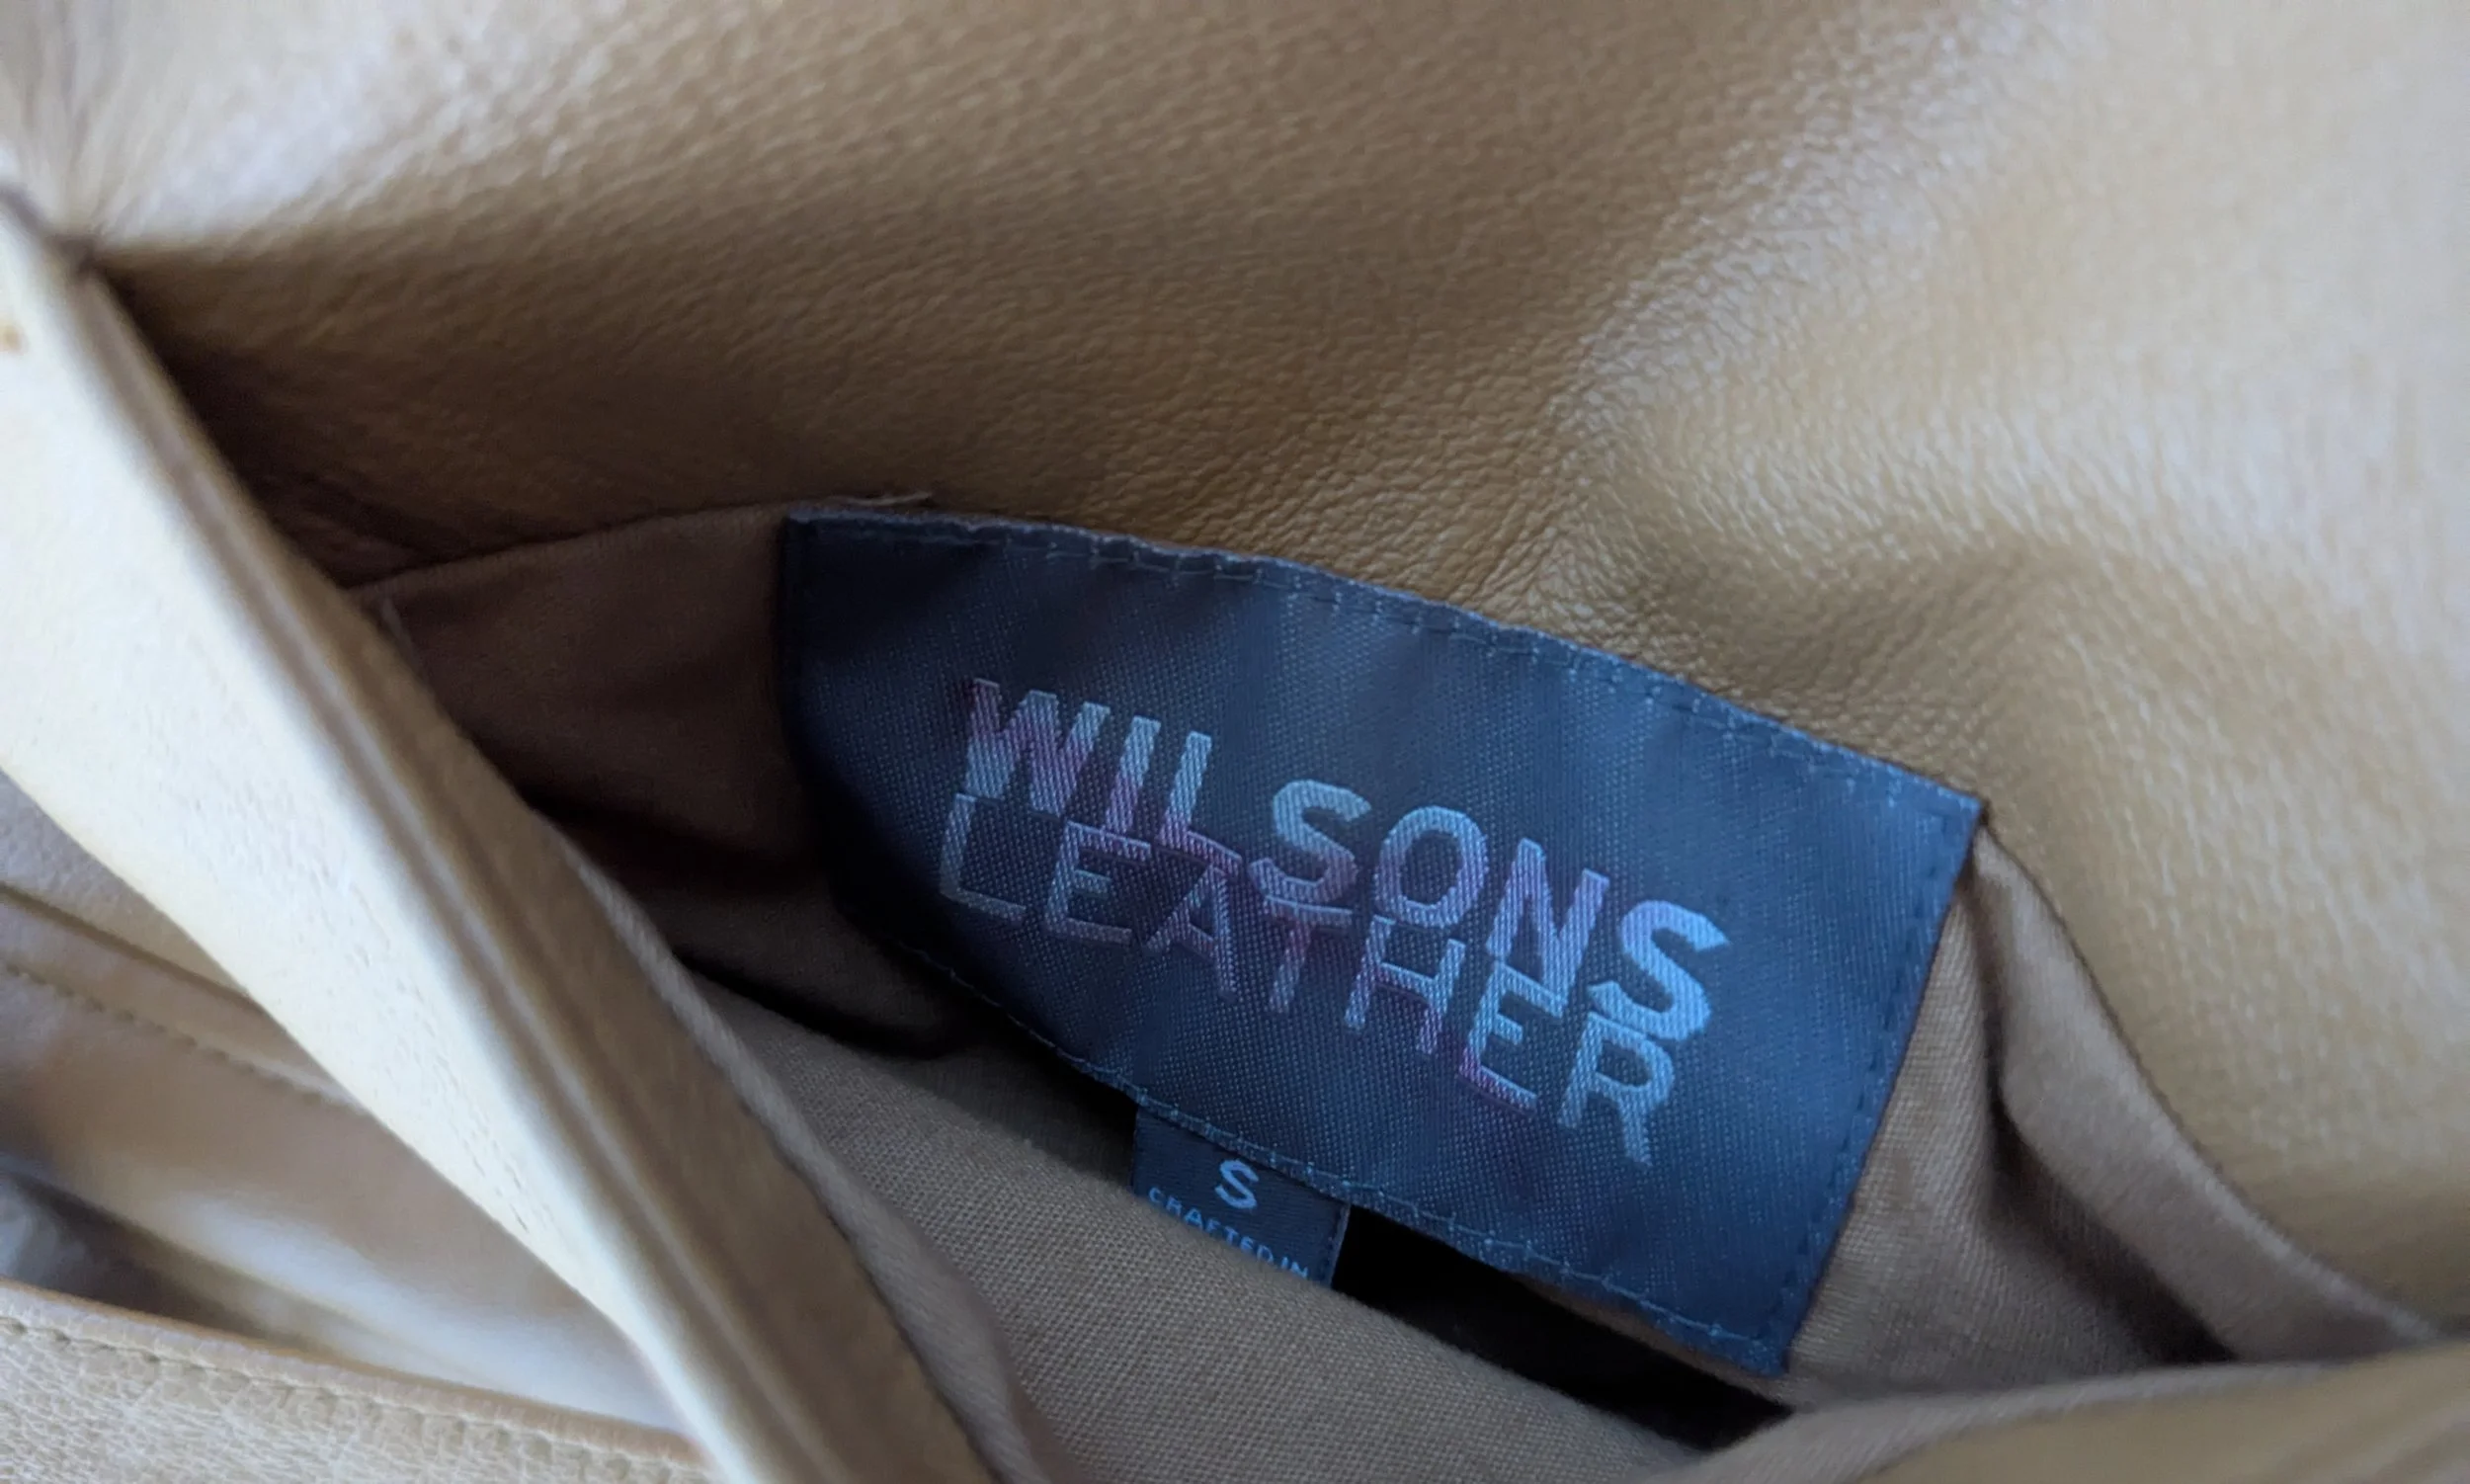 WILSONS
LEATHER
S
CRAFTED IN